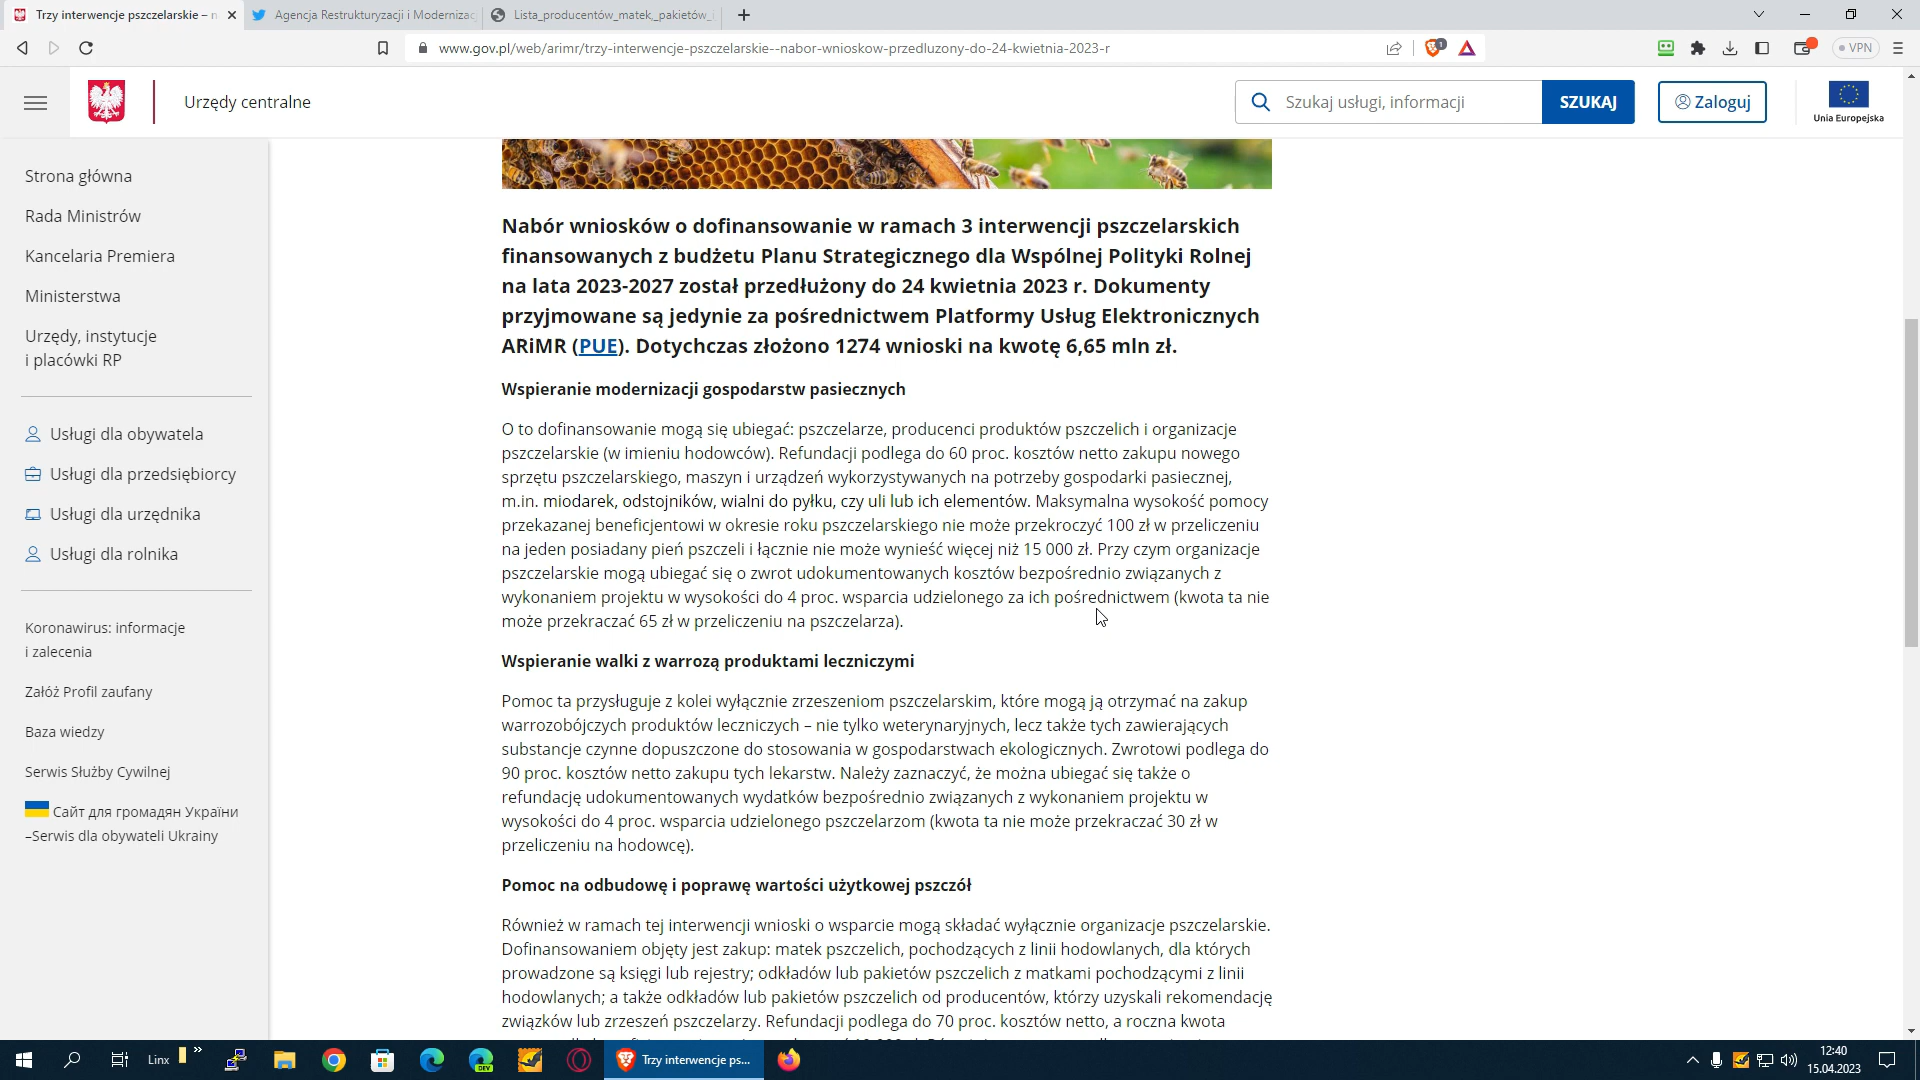 Trzy interwencje pszczelarskie – n
Agencja Restrukturyzacji i Modernizac
Lista_producentów_matek,_pakietów_i
www.gov.pl/web/arimr/trzy-interwencje-pszczelarskie--nabor-wnioskow-przedluzony-do-24-kwietnia-2023-r
1
VPN
Urzędy centralne
Szukaj usługi, informacji
SZUKAJ
Zaloguj
Unia Europejska
Strona główna
Rada Ministrów
Kancelaria Premiera
Ministerstwa
Urzędy, instytucje
i placówki RP
Usługi dla obywatela
Usługi dla przedsiębiorcy
Usługi dla urzędnika
Usługi dla rolnika
Koronawirus: informacje
i zalecenia
Załóż Profil zaufany
Baza wiedzy
Serwis Służby Cywilnej
Сайт для громадян України
–Serwis dla obywateli Ukrainy
Nabór wniosków o dofinansowanie w ramach 3 interwencji pszczelarskich
finansowanych z budżetu Planu Strategicznego dla Wspólnej Polityki Rolnej
na lata 2023-2027 został przedłużony do 24 kwietnia 2023 r. Dokumenty
przyjmowane są jedynie za pośrednictwem Platformy Usług Elektronicznych
ARiMR (PUE). Dotychczas złożono 1274 wnioski na kwotę 6,65 mln zł.
Wspieranie modernizacji gospodarstw pasiecznych
O to dofinansowanie mogą się ubiegać: pszczelarze, producenci produktów pszczelich i organizacje
pszczelarskie (w imieniu hodowców). Refundacji podlega do 60 proc. kosztów netto zakupu nowego
sprzętu pszczelarskiego, maszyn i urządzeń wykorzystywanych na potrzeby gospodarki pasiecznej,
m.in. miodarek, odstojników, wialni do pyłku, czy uli lub ich elementów. Maksymalna wysokość pomocy
przekazanej beneficjentowi w okresie roku pszczelarskiego nie może przekroczyć 100 zł w przeliczeniu
na jeden posiadany pień pszczeli i łącznie nie może wynieść więcej niż 15 000 zł. Przy czym organizacje
pszczelarskie mogą ubiegać się o zwrot udokumentowanych kosztów bezpośrednio związanych z
wykonaniem projektu w wysokości do 4 proc. wsparcia udzielonego za ich pośrednictwem (kwota ta nie
może przekraczać 65 zł w przeliczeniu na pszczelarza).
Wspieranie walki z warrozą produktami leczniczymi
Pomoc ta przysługuje z kolei wyłącznie zrzeszeniom pszczelarskim, które mogą ją otrzymać na zakup
warrozobójczych produktów leczniczych – nie tylko weterynaryjnych, lecz także tych zawierających
substancje czynne dopuszczone do stosowania w gospodarstwach ekologicznych. Zwrotowi podlega do
90 proc. kosztów netto zakupu tych lekarstw. Należy zaznaczyć, że można ubiegać się także o
refundację udokumentowanych wydatków bezpośrednio związanych z wykonaniem projektu w
wysokości do 4 proc. wsparcia udzielonego pszczelarzom (kwota ta nie może przekraczać 30 zł w
przeliczeniu na hodowcę).
Pomoc na odbudowę i poprawę wartości użytkowej pszczół
Również w ramach tej interwencji wnioski o wsparcie mogą składać wyłącznie organizacje pszczelarskie.
Dofinansowaniem objęty jest zakup: matek pszczelich, pochodzących z linii hodowlanych, dla których
prowadzone są księgi lub rejestry; odkładów lub pakietów pszczelich z matkami pochodzącymi z linii
hodowlanych; a także odkładów lub pakietów pszczelich od producentów, którzy uzyskali rekomendację
związków lub zrzeszeń pszczelarzy. Refundacji podlega do 70 proc. kosztów netto, a roczna kwota
Linx
DEV
Trzy interwencje ps...
12:40
15.04.2023